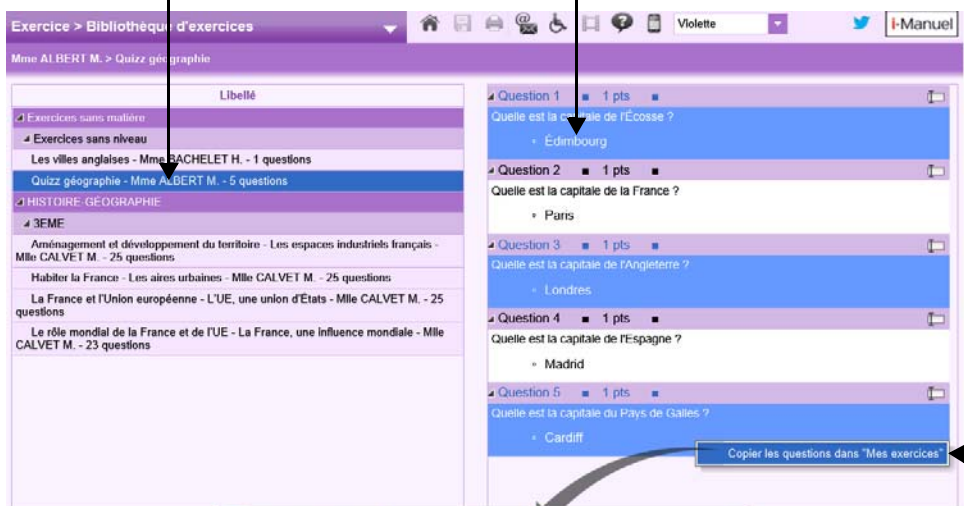 Exercice > Bibliothèque d'exercices
Violette
i-Manuel
Mme ALBERT M. > Quizz géographie
Libellé
Exercices sans matière
Exercices sans niveau
Les villes anglaises - Mme BACHELET H. - 1 questions
Quizz géographie - Mme ALBERT M. - 5 questions
HISTOIRE-GÉOGRAPHIE
3EME
Aménagement et développement du territoire - Les espaces industriels français -
Mlle CALVET M. - 25 questions
Habiter la France - Les aires urbaines - Mlle CALVET M. - 25 questions
La France et l'Union européenne - L'UE, une union d'États - Mlle CALVET M. - 25
questions
Le rôle mondial de la France et de l'UE - La France, une influence mondiale - Mlle
CALVET M. - 23 questions
Question 1 1 pts
Quelle est la capitale de l'Écosse ?
Édimbourg
Question 2 1 pts
Quelle est la capitale de la France ?
Paris
Question 3 1 pts
Quelle est la capitale de l'Angleterre ?
Londres
Question 4 1 pts
Quelle est la capitale de l'Espagne ?
Madrid
Question 5 1 pts
Quelle est la capitale du Pays de Galles ?
Cardiff
Copier les questions dans "Mes exercices"